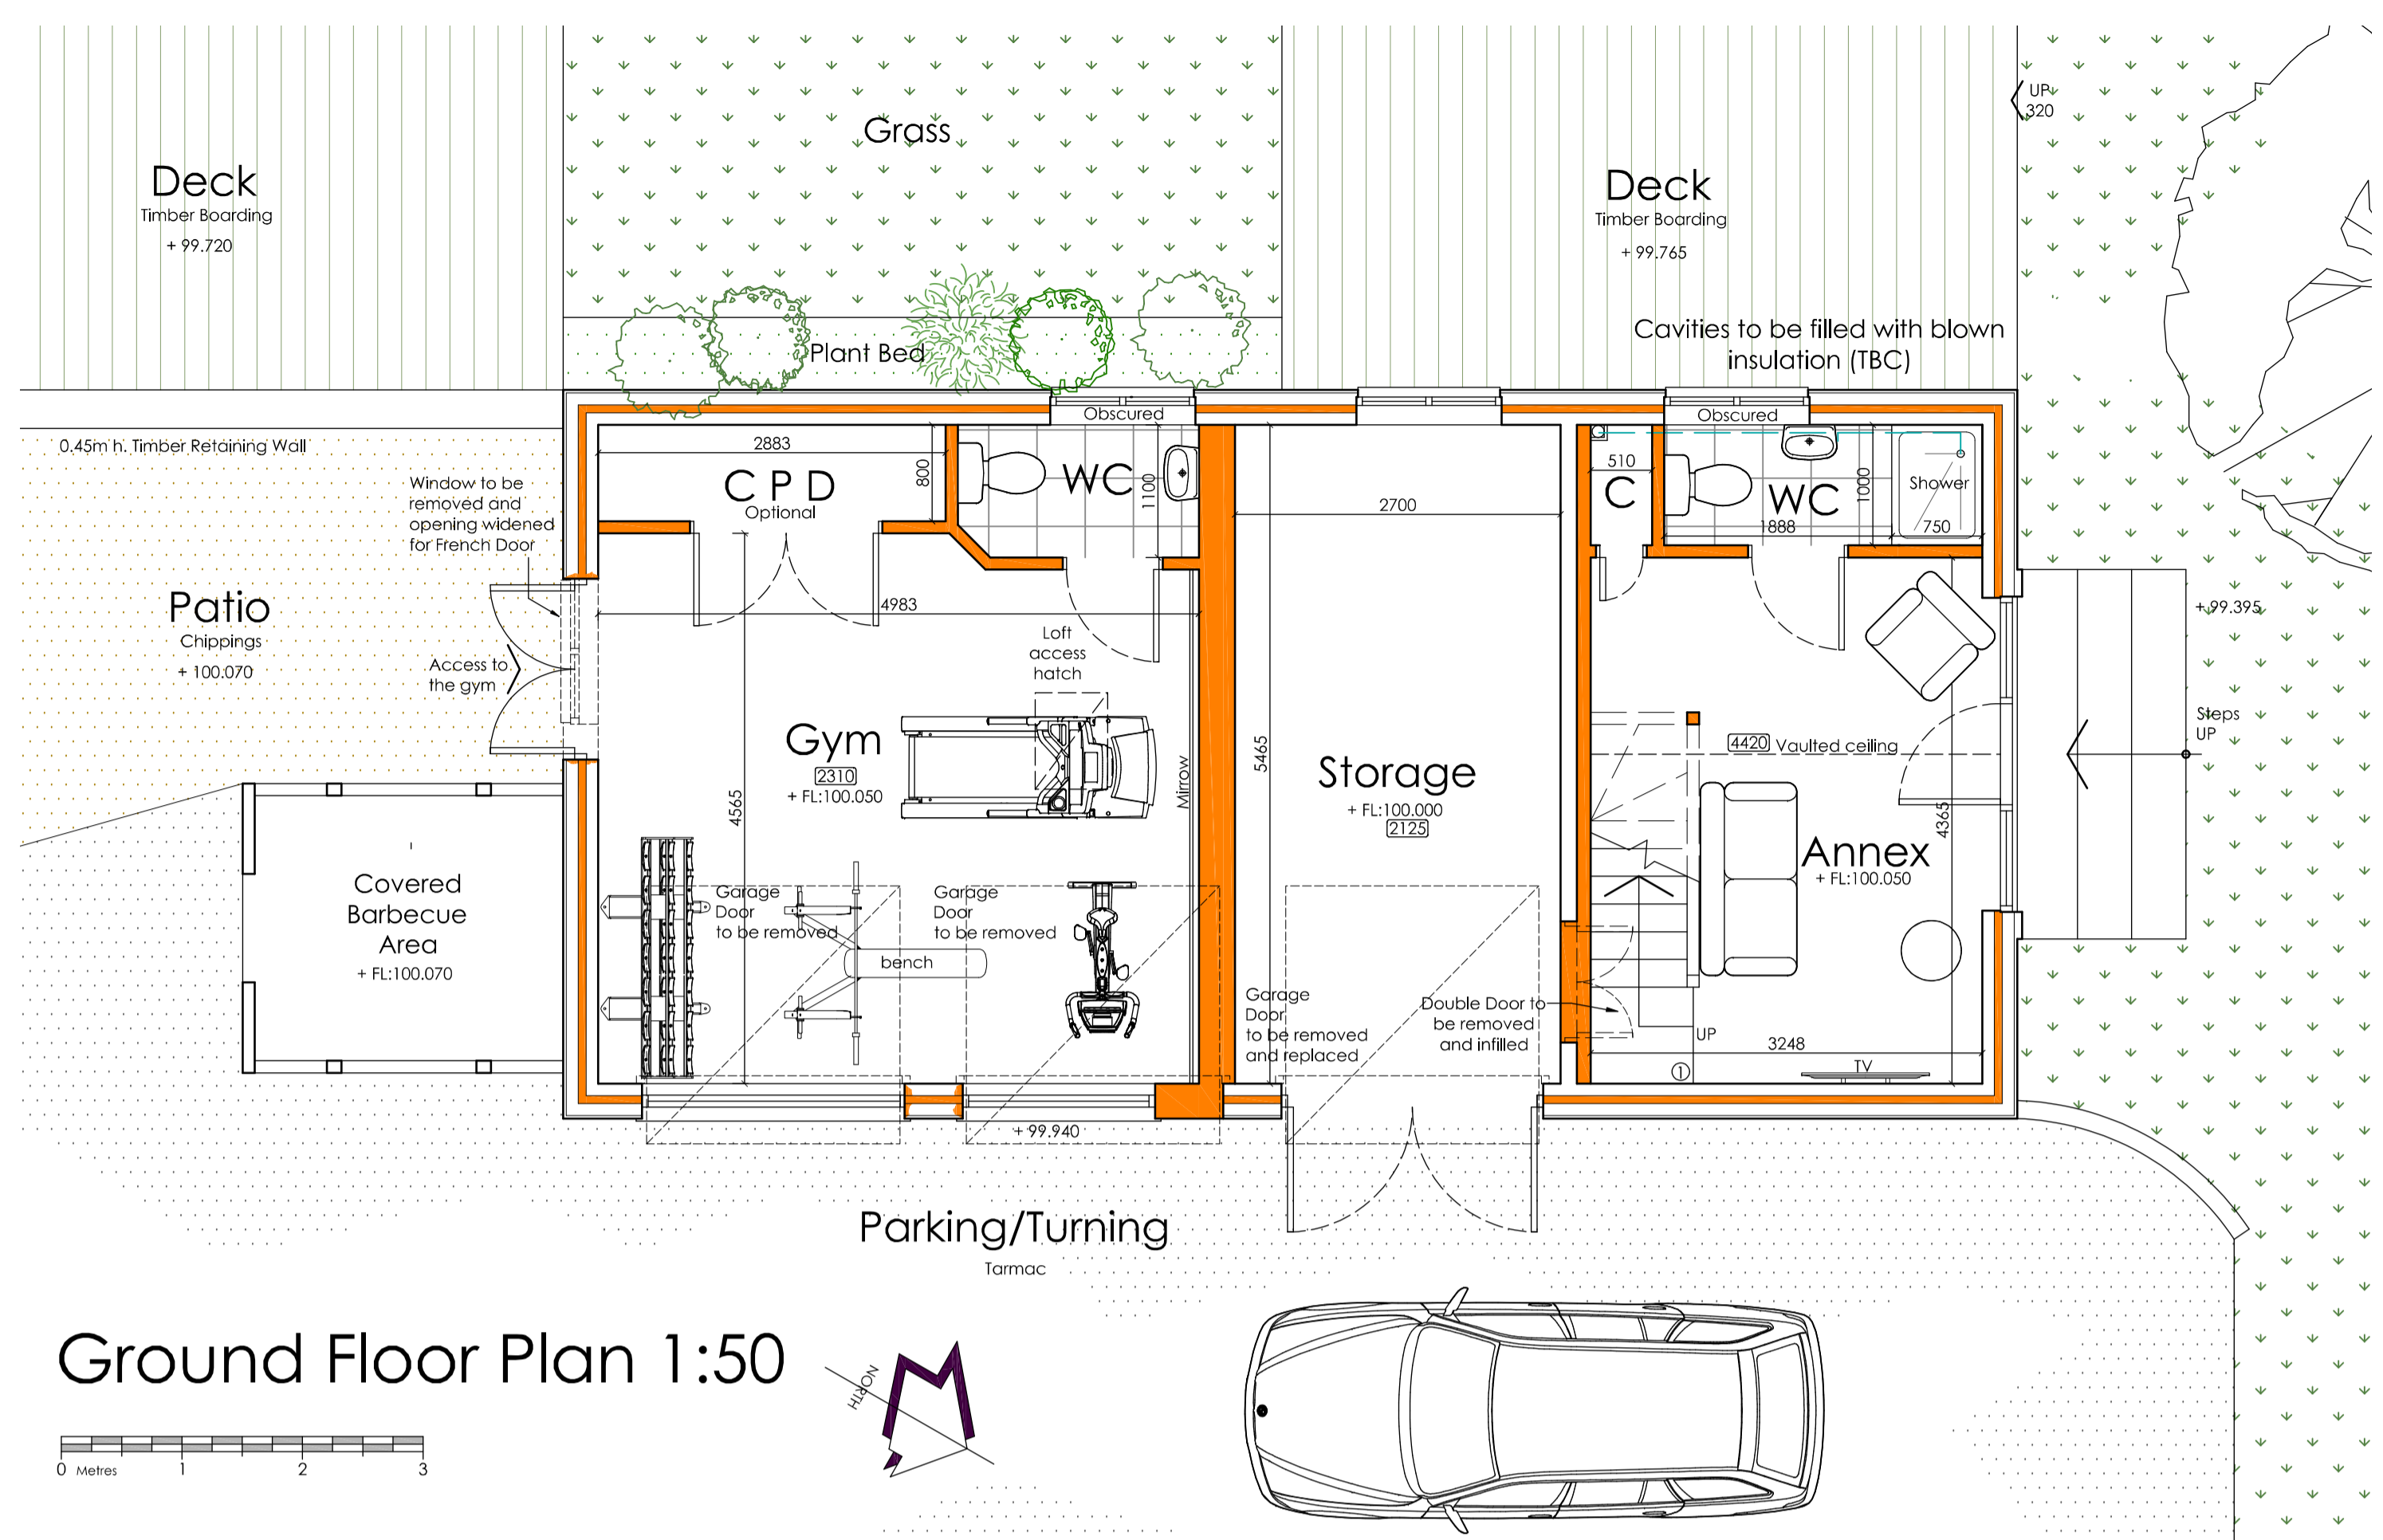 Grass
UP
320
Deck
Timber Boarding
+ 99.720
Deck
Timber Boarding
+ 99.765
Plant Bed
Cavities to be filled with blown
insulation (TBC)
0.45m h. Timber Retaining Wall
Obscured
Obscured
2883
800
C P D
Optional
WC
1100
2700
510
C
WC
1000
1888
Shower
750
Window to be
removed and
opening widened
for French Door
Patio
Chippings
+ 100.070
Access to
the gym
4983
Loft
access
hatch
+ 99.395
Steps
UP
Gym
2310
+ FL:100.050
4565
Mirrow
5465
Storage
+ FL:100.000
2125
4420 Vaulted ceiling
4365
Annex
+ FL:100.050
Covered
Barbecue
Area
+ FL:100.070
Garage
Door
to be removed
Garage
Door
to be removed
bench
Garage
Door
to be removed
and replaced
Double Door to
be removed
and infilled
UP
1
3248
TV
+ 99.940
Parking/Turning
Tarmac
Ground Floor Plan 1:50
NORTH
0 Metres 1 2 3